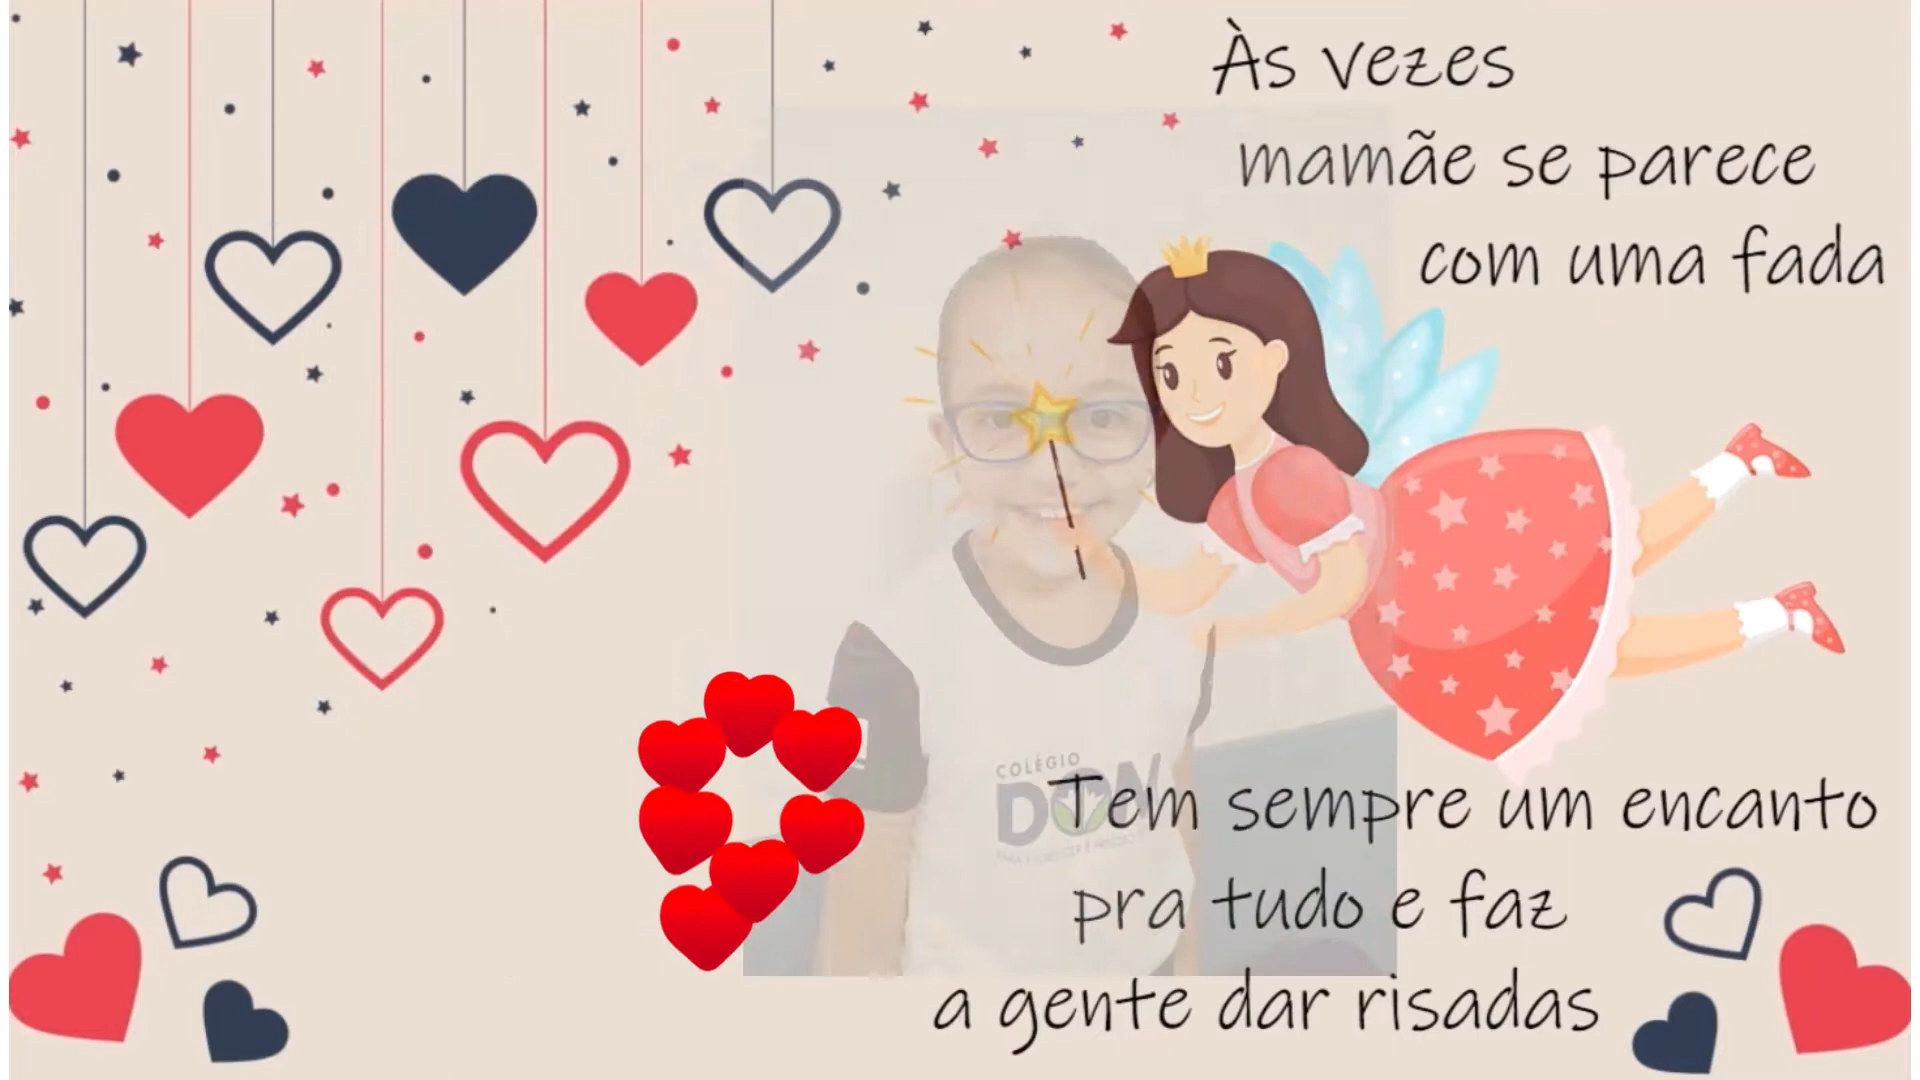 Às vezes
mamãe se parece
com uma fada
COLÉGIO
DOM
Tem sempre um encanto
pra tudo e faz
a gente dar risadas